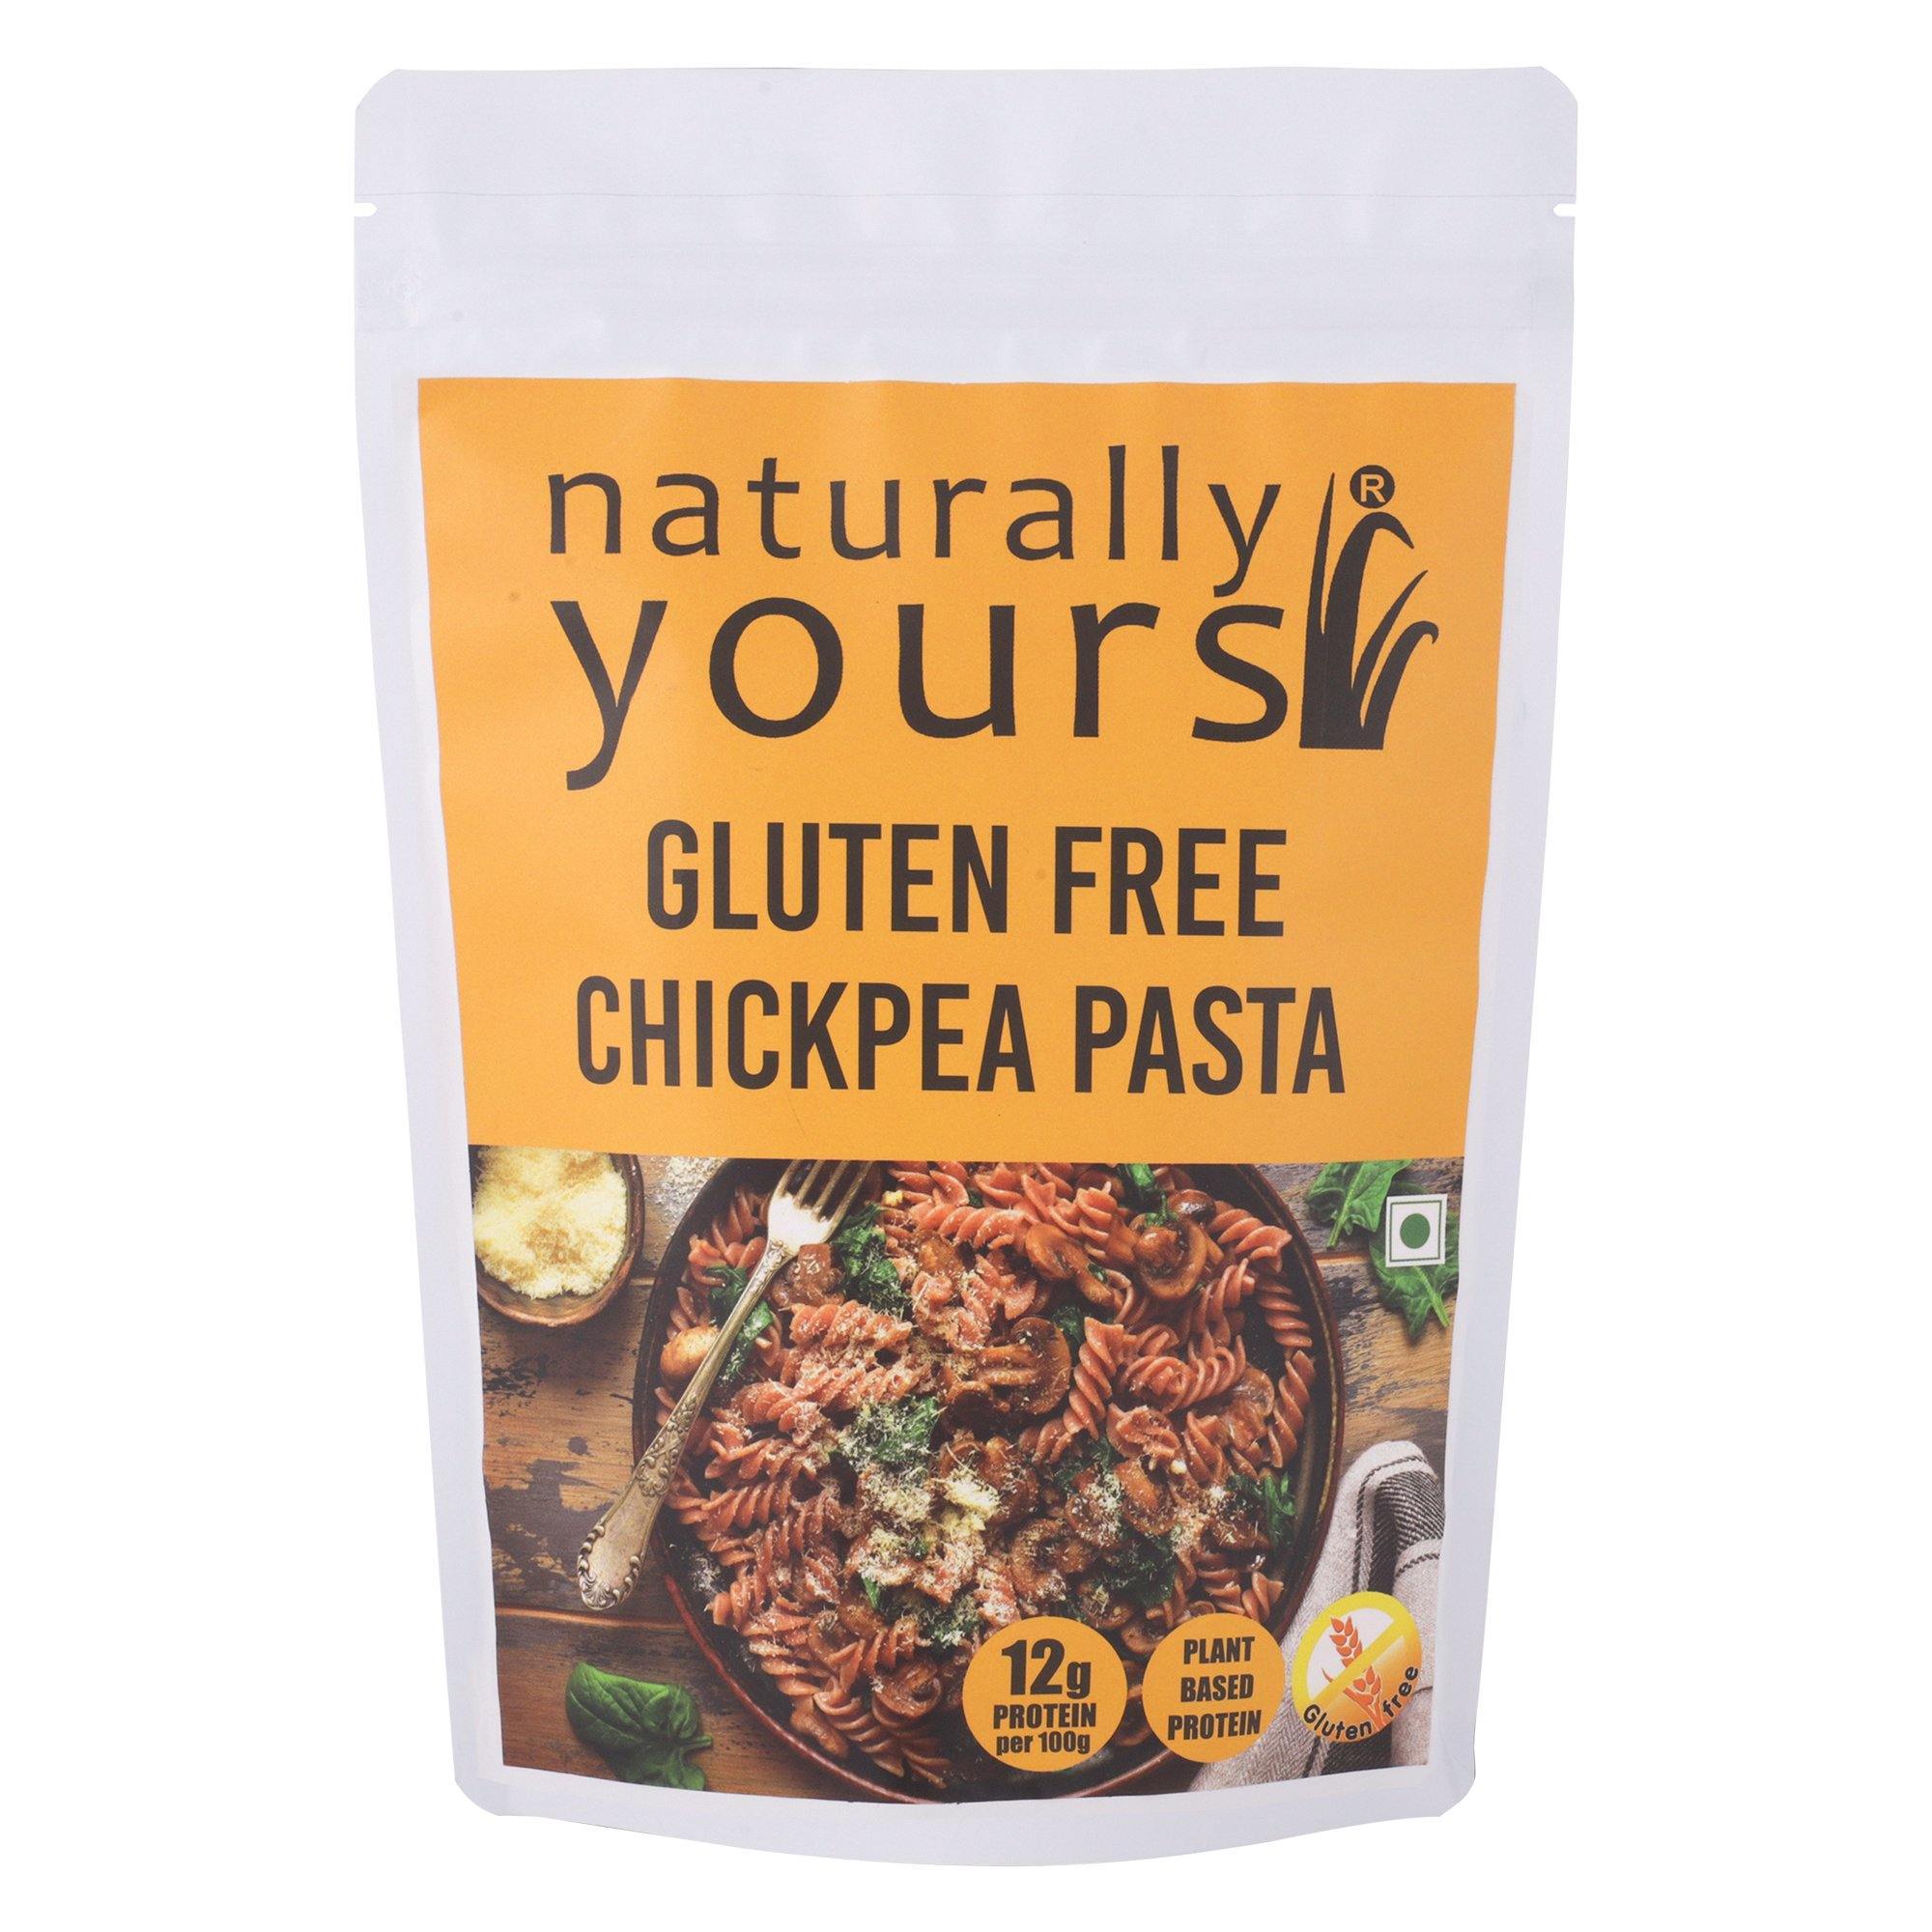 naturally
yours ®
GLUTEN FREE
CHICKPEA PASTA
12g
PROTEIN
per 100g
PLANT
BASED
PROTEIN
Gluten free